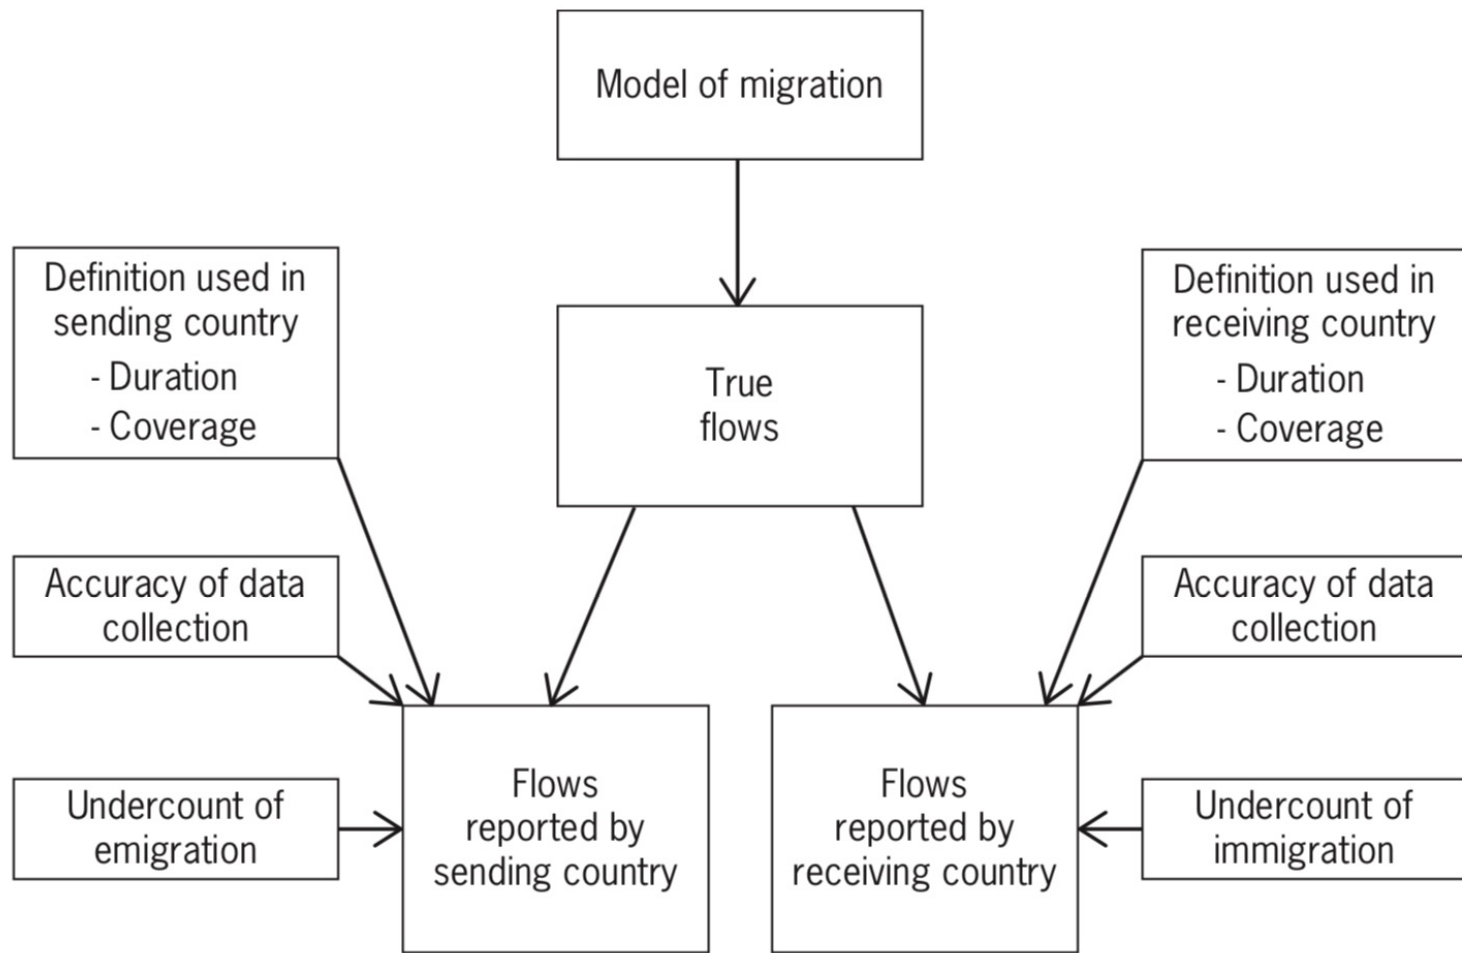 Model of migration
Definition used in
sending country
- Duration
- Coverage
True
flows
Definition used in
receiving country
- Duration
- Coverage
Accuracy of data
collection
Accuracy of data
collection
Undercount of
emigration
Flows
reported by
sending country
Flows
reported by
receiving country
Undercount of
immigration